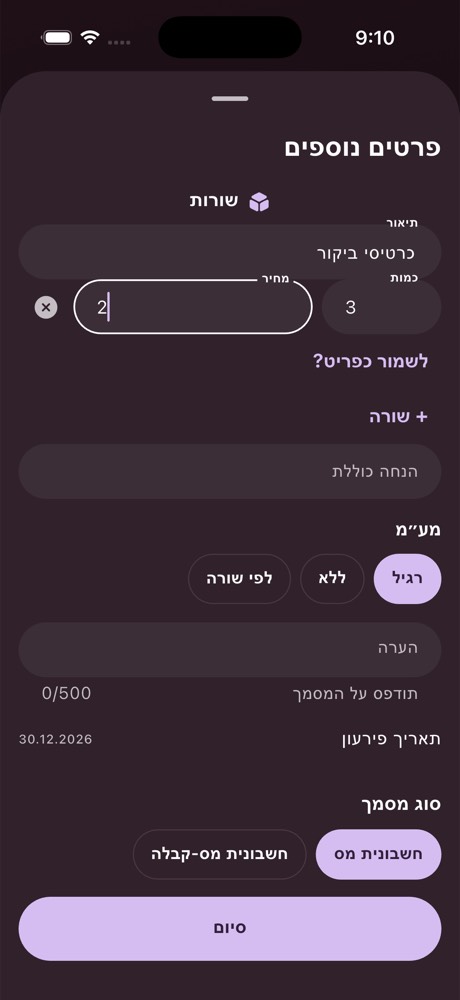 9:10
פרטים נוספים
שורות
תיאור
כרטיסי ביקור
כמות
מחיר
3
2
לשמור כפריט?
+ שורה
הנחה כוללת
מע״מ
רגיל
ללא
לפי שורה
הערה
תודפס על המסמך
0/500
תאריך פירעון
30.12.2026
סוג מסמך
חשבונית מס
חשבונית מס-קבלה
סיום